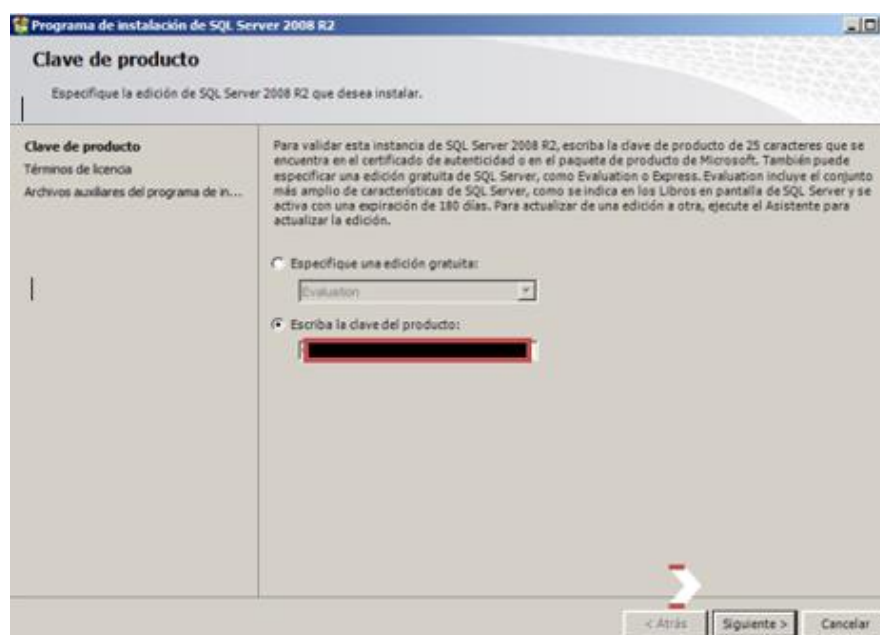 Programa de instalación de SQL Server 2008 R2
Clave de producto
Especifique la edición de SQL Server 2008 R2 que desea instalar.
Clave de producto
Términos de licencia
Archivos auxiliares del programa de in...
Para validar esta instancia de SQL Server 2008 R2, escriba la clave de producto de 25 caracteres que se
encuentra en el certificado de autenticidad o en el paquete de producto de Microsoft. También puede
especificar una edición gratuita de SQL Server, como Evaluation o Express. Evaluation incluye el conjunto
más amplio de características de SQL Server, como se indica en los Libros en pantalla de SQL Server y se
activa con una expiración de 180 días. Para actualizar de una edición a otra, ejecute el Asistente para
actualizar la edición.
Especifique una edición gratuita:
Evaluation
Escriba la clave del producto:
< Atrás
Siguiente >
Cancelar